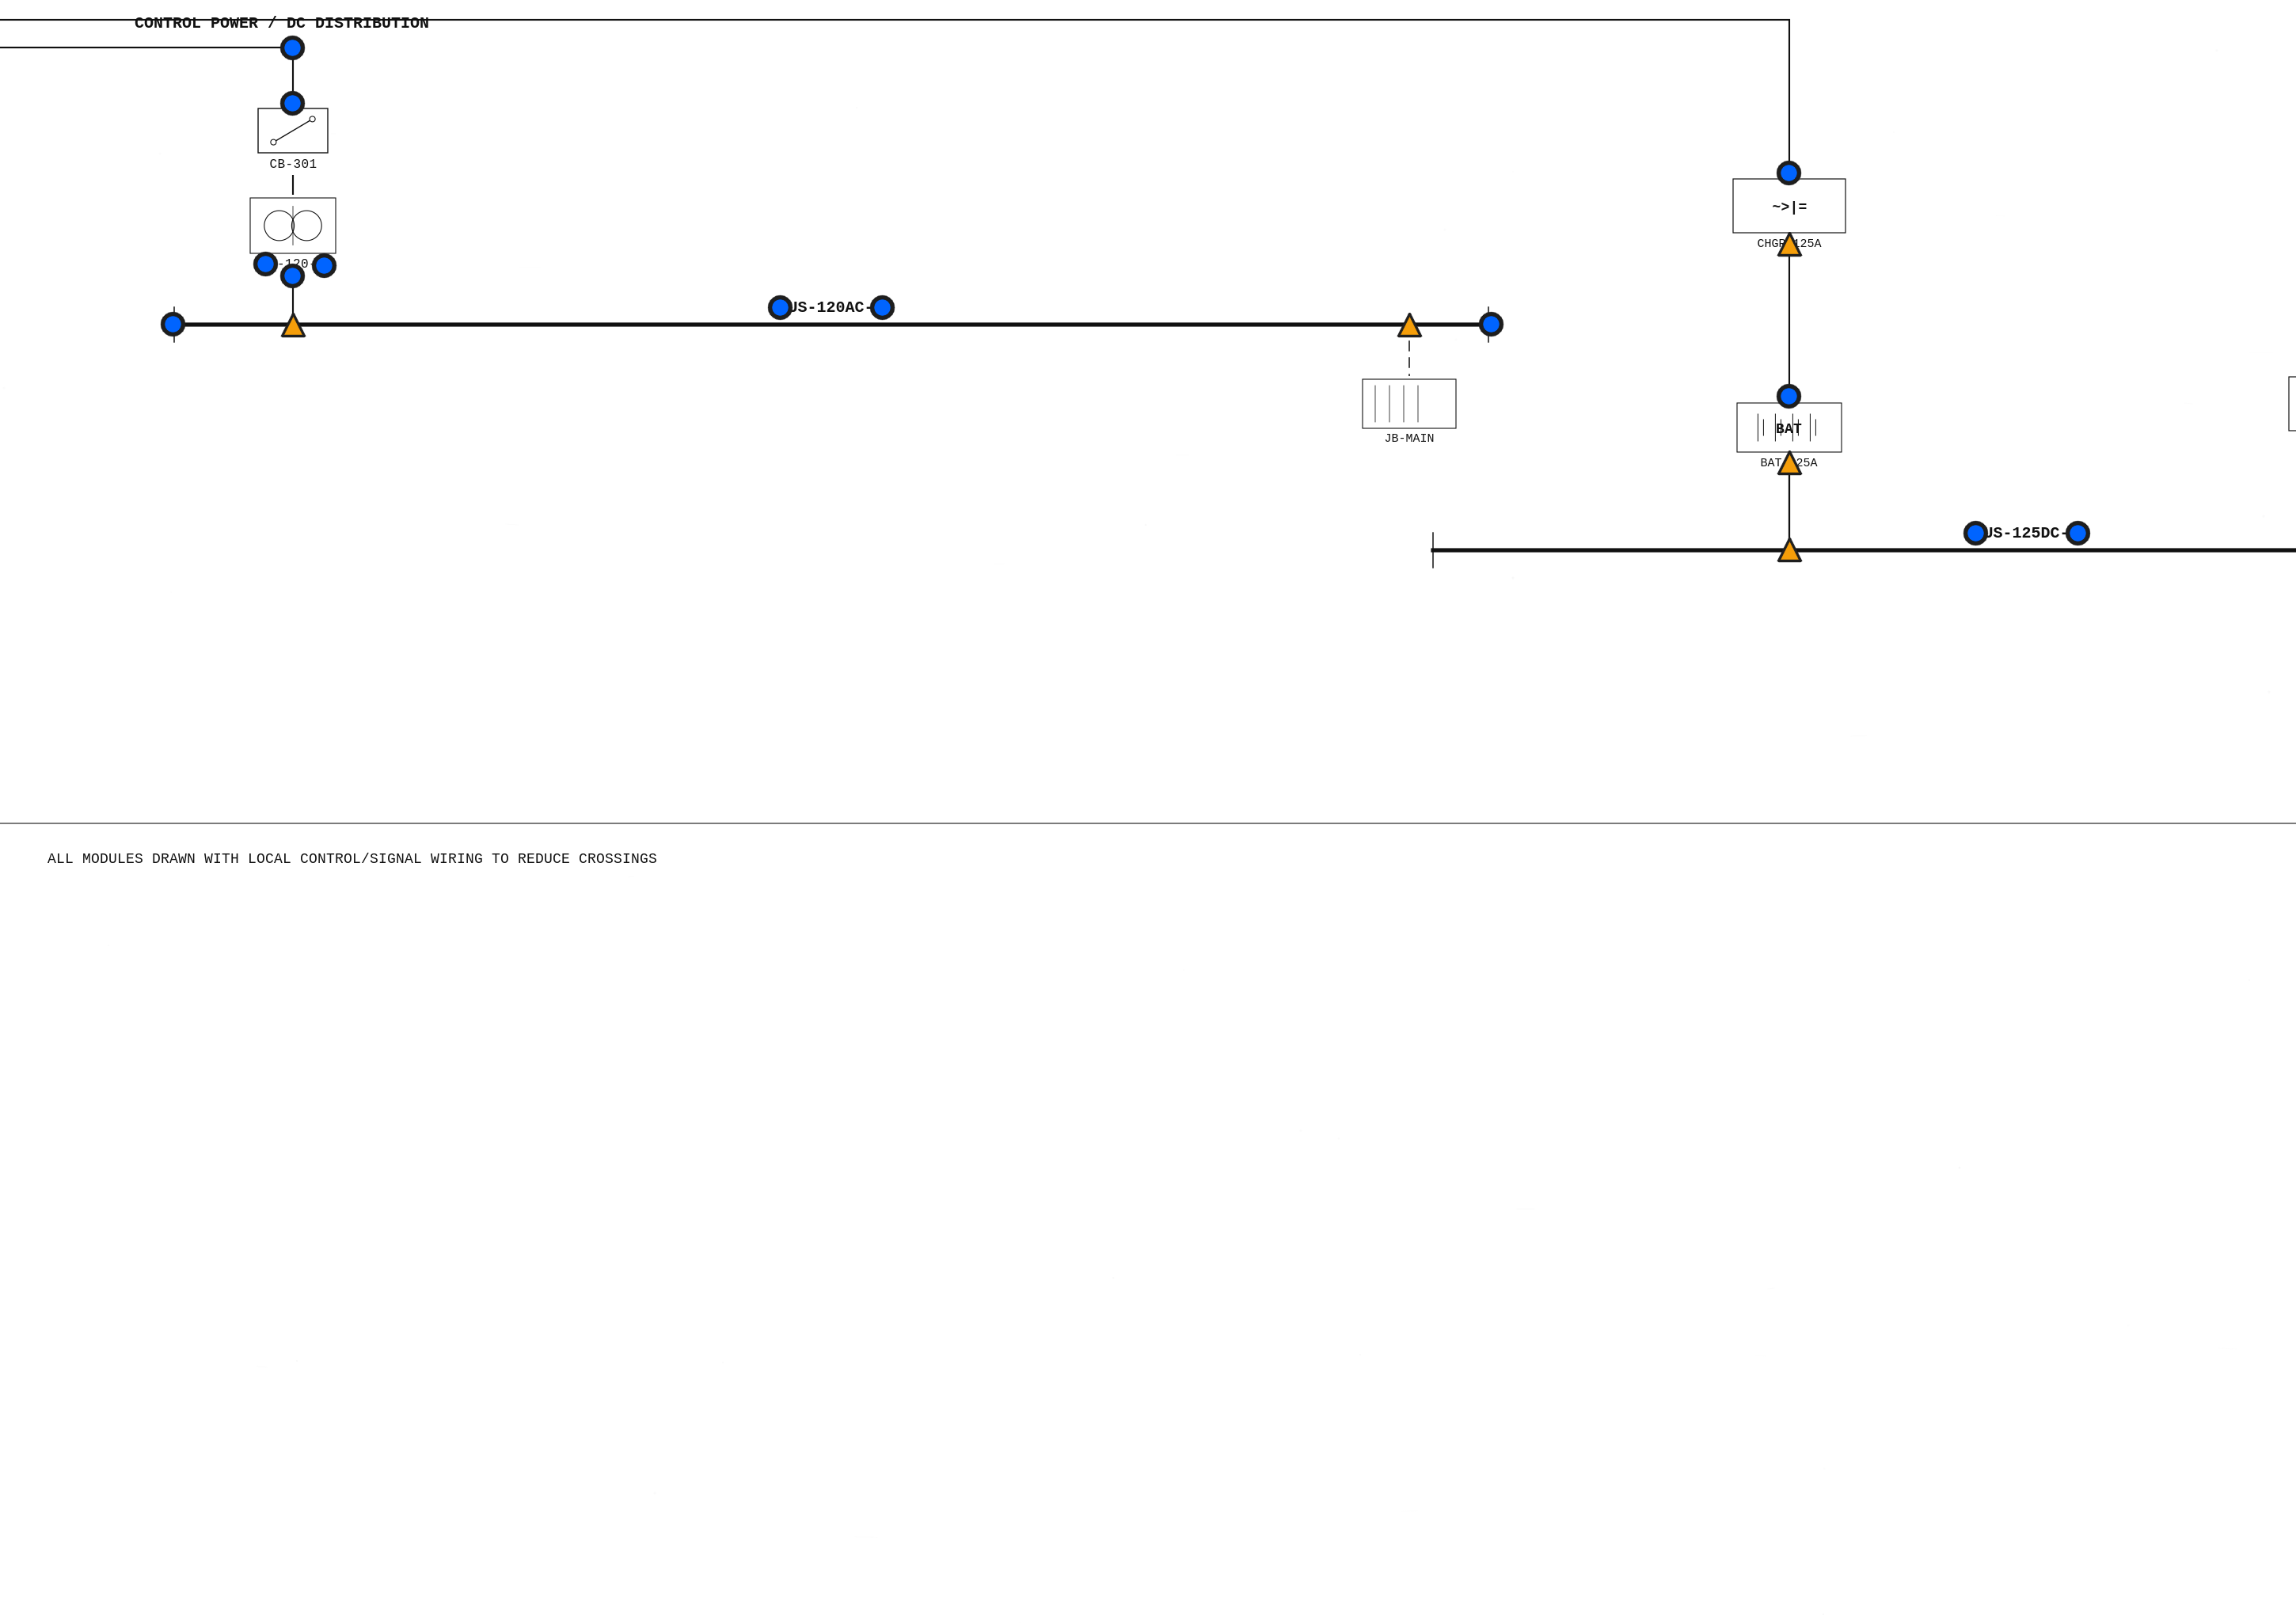 CONTROL POWER / DC DISTRIBUTION
CB-301
~>|=
-120-
US-120AC-
JB-MAIN
BAT
US-125DC-
ALL MODULES DRAWN WITH LOCAL CONTROL/SIGNAL WIRING TO REDUCE CROSSINGS